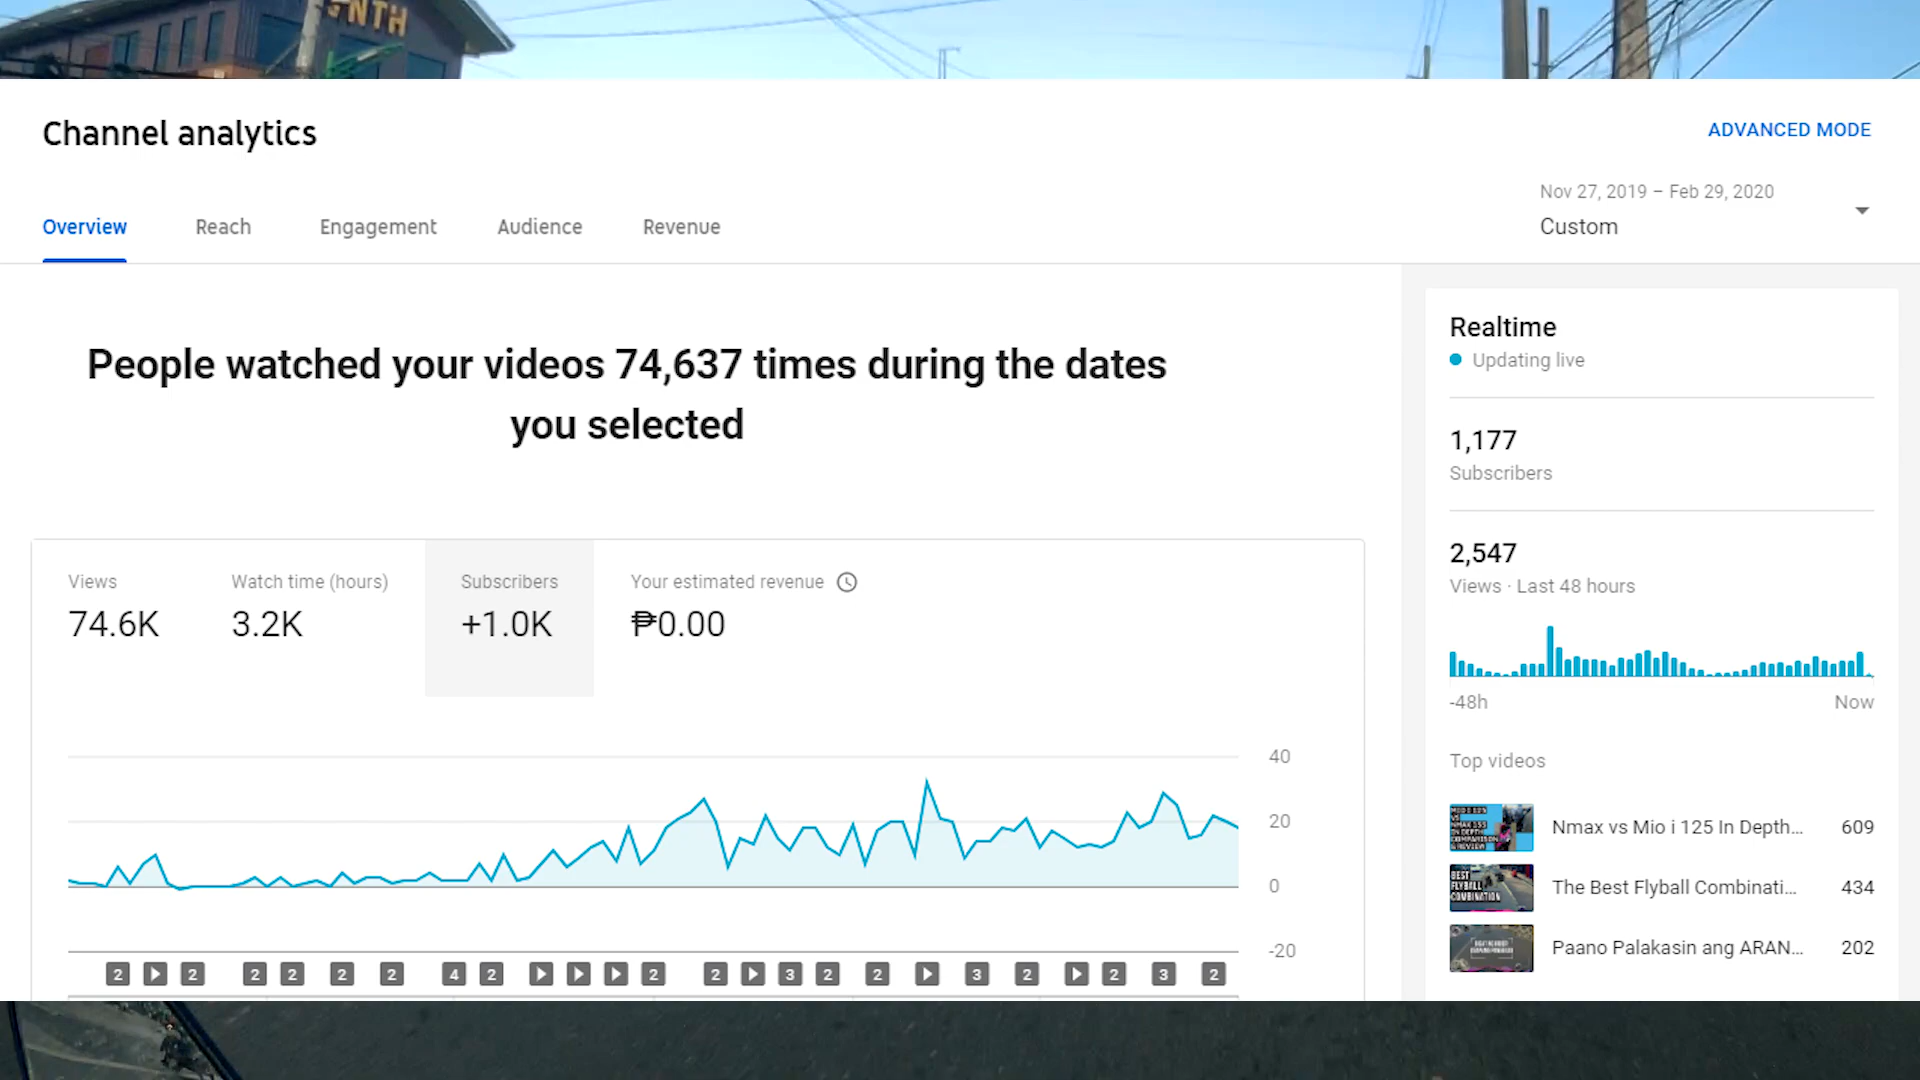 Channel analytics
ADVANCED MODE
Nov 27, 2019 – Feb 29, 2020
Custom
Overview
Reach
Engagement
Audience
Revenue
People watched your videos 74,637 times during the dates
you selected
Views
74.6K
Watch time (hours)
3.2K
Subscribers
+1.0K
Your estimated revenue
₱0.00
40
20
0
-20
2 2 2 2 2 2 4 2 2 2 3 2 2 3 2 2 3 2
Realtime
Updating live
1,177
Subscribers
2,547
Views · Last 48 hours
-48h
Now
Top videos
Nmax vs Mio i 125 In Depth...
609
BEST
FLYBALL
COMBINATION
The Best Flyball Combinati...
434
Paano Palakasin ang ARAN...
202